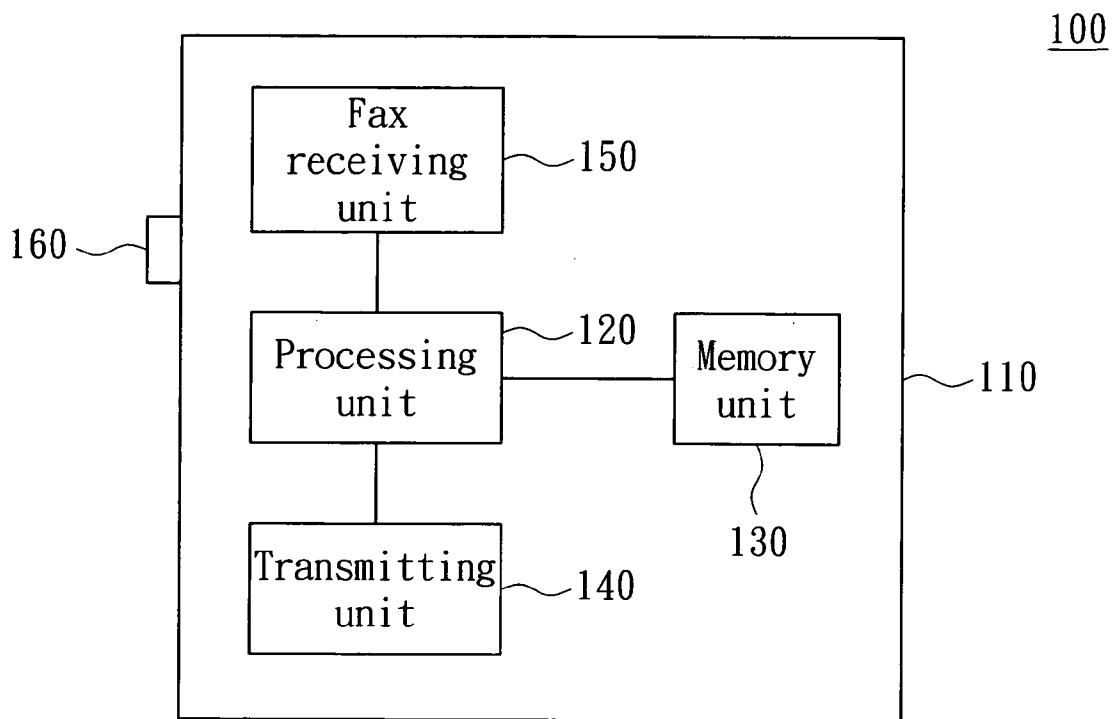 100
Fax
receiving
unit
150
160
120
Processing
unit
Memory
unit
110
130
Transmitting
unit
140